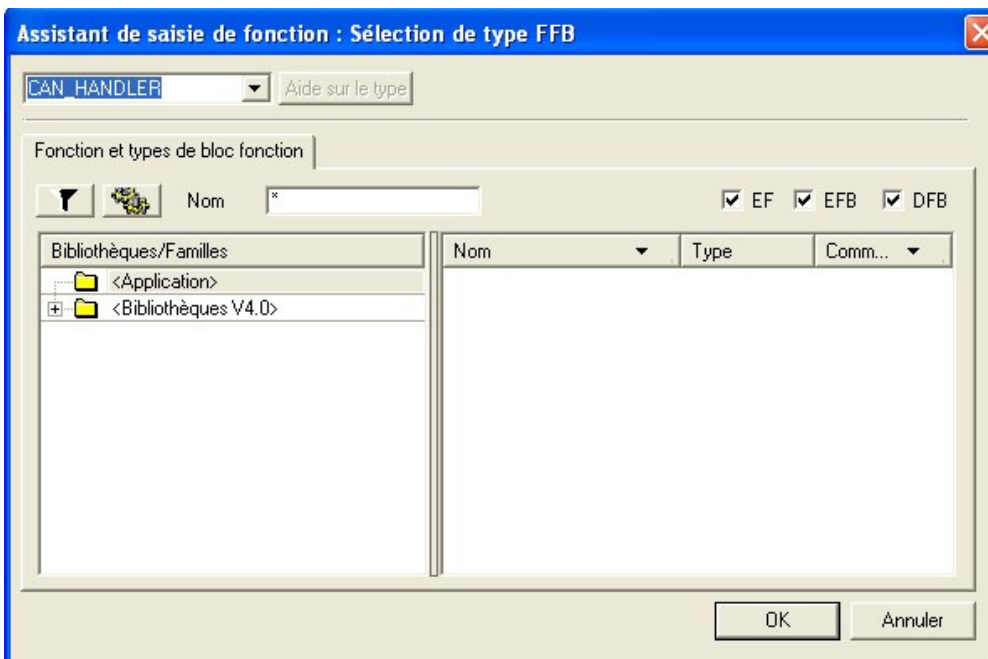 Assistant de saisie de fonction : Sélection de type FFB
CAN_HANDLER Aide sur le type
Fonction et types de bloc fonction
Nom * EF EFB DFB
Bibliothèques/Familles Nom Type Comm...
<Application>
<Bibliothèques V4.0>
OK Annuler